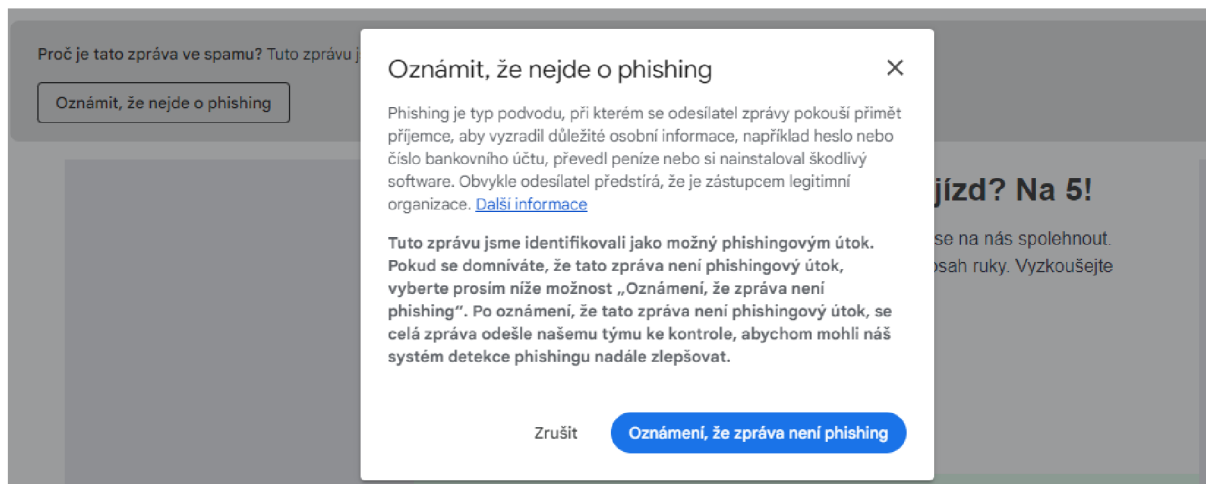 Proč je tato zpráva ve spamu? Tuto zprávu j
Oznámit, že nejde o phishing
Oznámit, že nejde o phishing
Phishing je typ podvodu, při kterém se odesílatel zprávy pokouší přimět
příjemce, aby vyzradil důležité osobní informace, například heslo nebo
číslo bankovního účtu, převedl peníze nebo si nainstaloval škodlivý
software. Obvykle odesílatel předstírá, že je zástupcem legitimní
organizace. Další informace
Tuto zprávu jsme identifikovali jako možný phishingovým útok.
Pokud se domníváte, že tato zpráva není phishingový útok,
vyberte prosím níže možnost „Oznámení, že zpráva není
phishing“. Po oznámení, že tato zpráva není phishingový útok, se
celá zpráva odešle našemu týmu ke kontrole, abychom mohli náš
systém detekce phishingu nadále zlepšovat.
Zrušit
Oznámení, že zpráva není phishing
jízd? Na 5!
se na nás spolehnout.
osah ruky. Vyzkoušejte